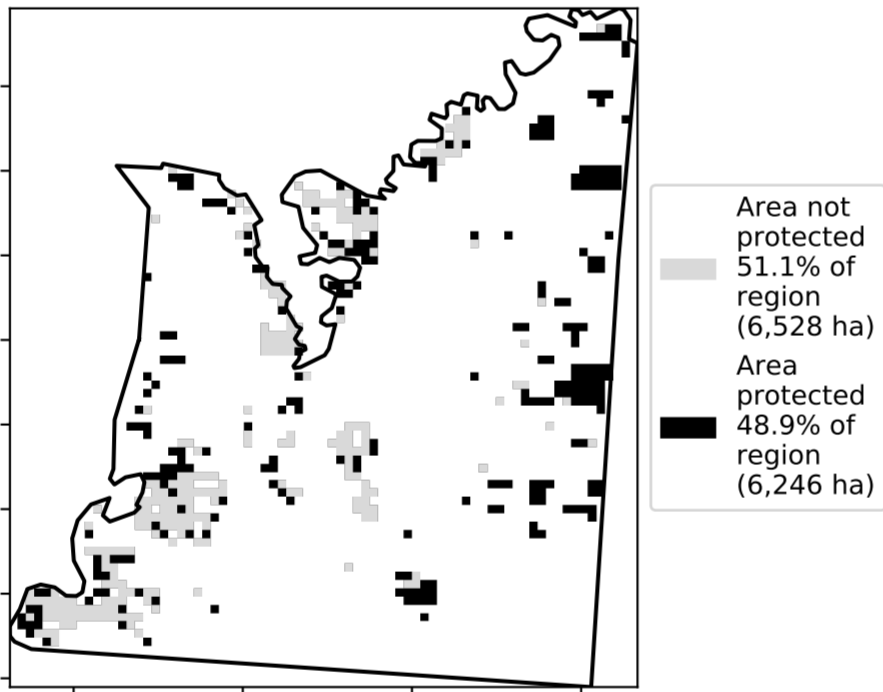 Area not
protected
51.1% of
region
(6,528 ha)
Area
protected
48.9% of
region
(6,246 ha)